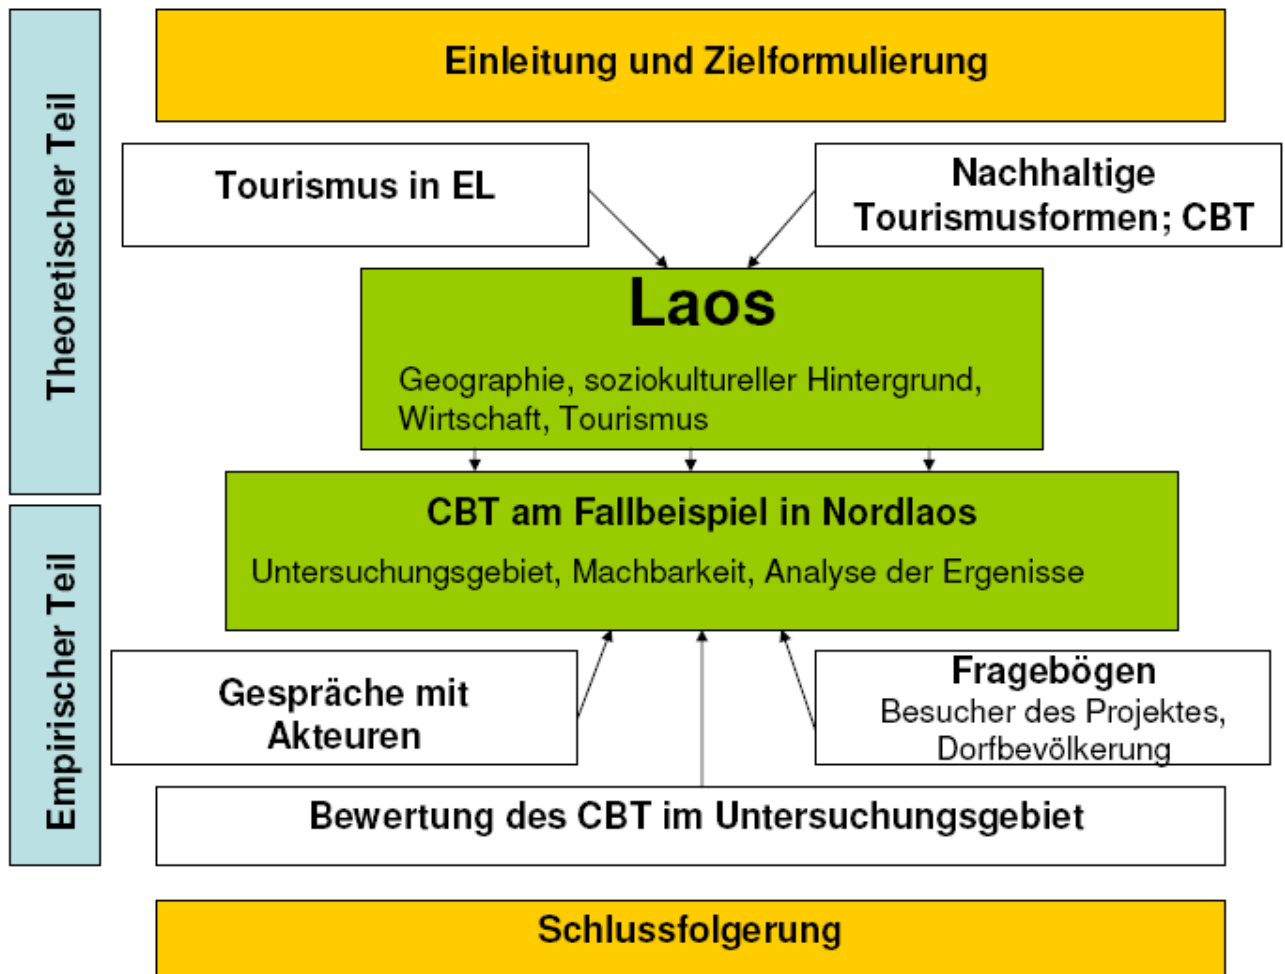 Theoretischer Teil
Einleitung und Zielformulierung
Tourismus in EL
Nachhaltige
Tourismusformen; CBT
Laos
Geographie, soziokultureller Hintergrund,
Wirtschaft, Tourismus
Empirischer Teil
CBT am Fallbeispiel in Nordlaos
Untersuchungsgebiet, Machbarkeit, Analyse der Ergenisse
Gespräche mit
Akteuren
Fragebögen
Besucher des Projektes,
Dorfbevölkerung
Bewertung des CBT im Untersuchungsgebiet
Schlussfolgerung